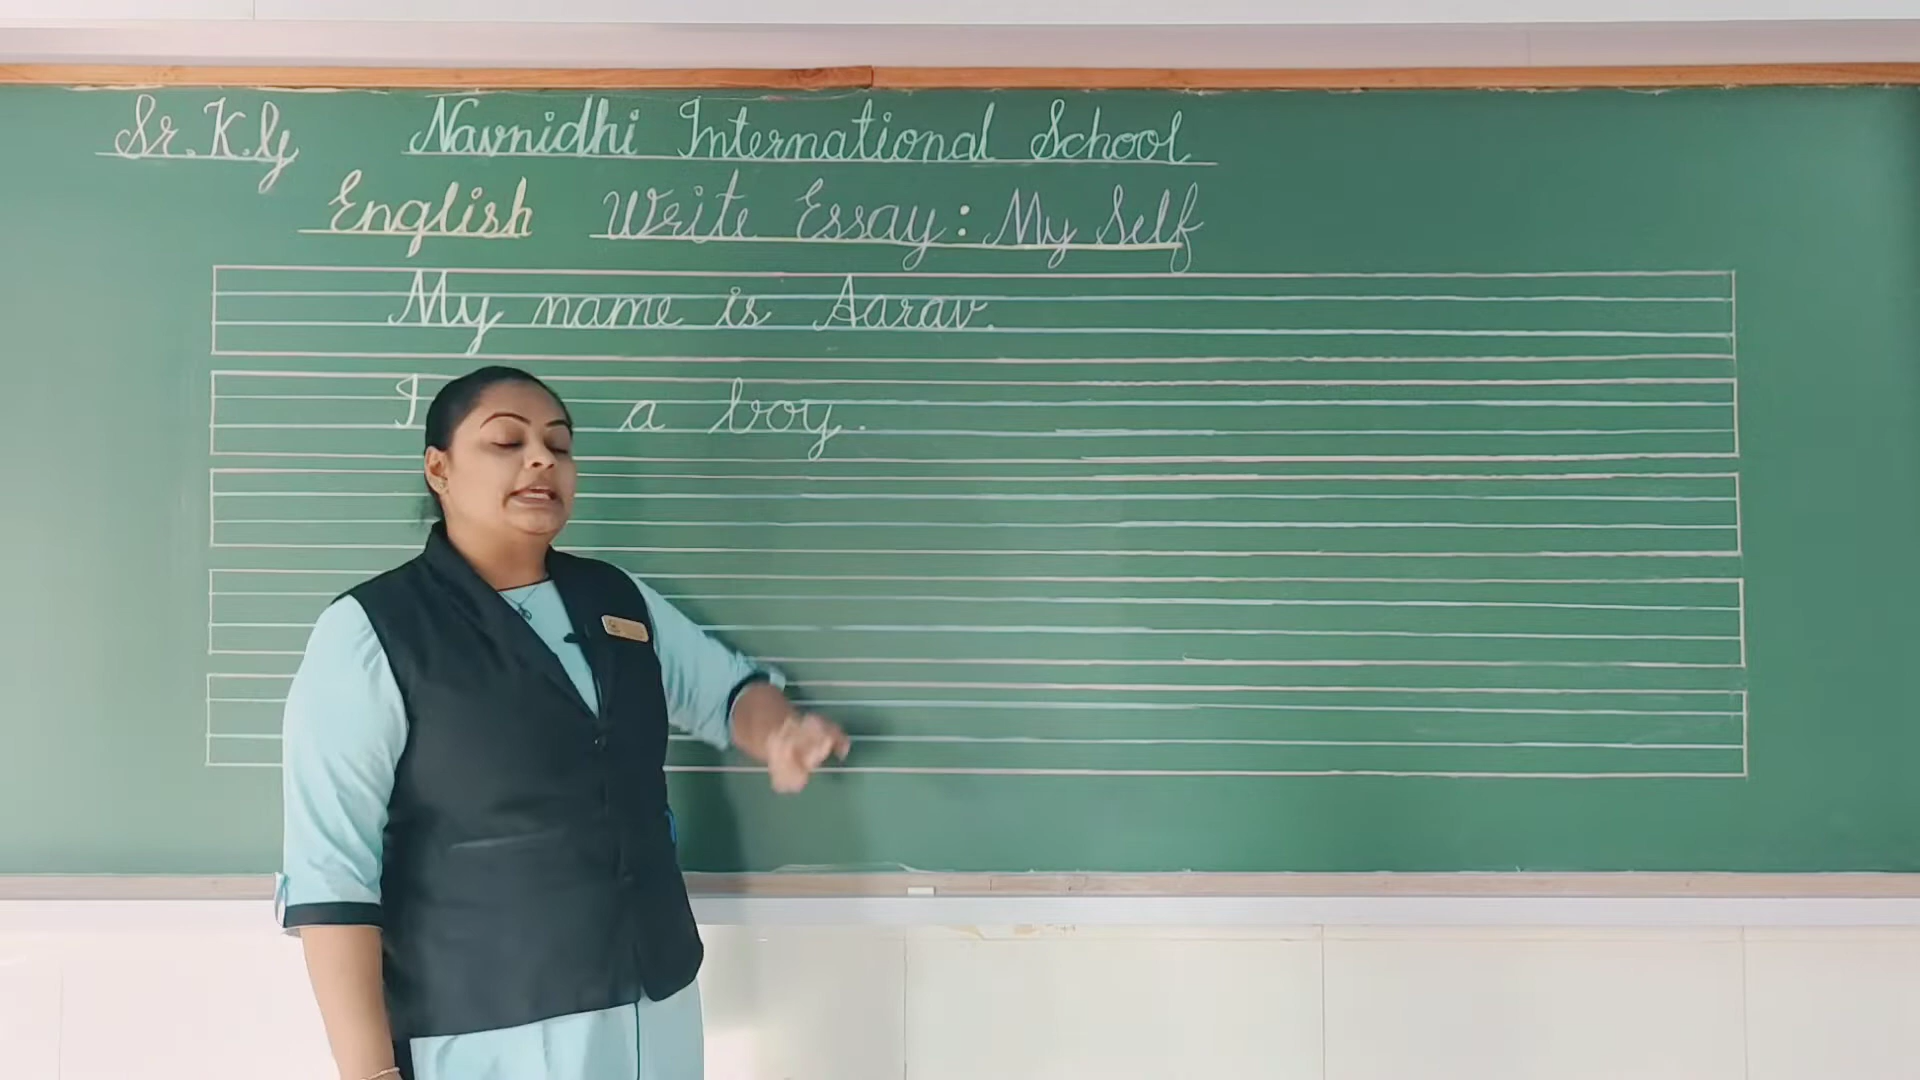 Sr. K.G Navnidhi International School
English Write Essay: My Self
My name is Aarav.
I a boy.